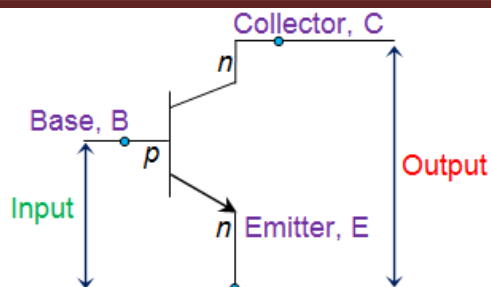 Collector, C
n
Base, B
p
Output
Input
n Emitter, E